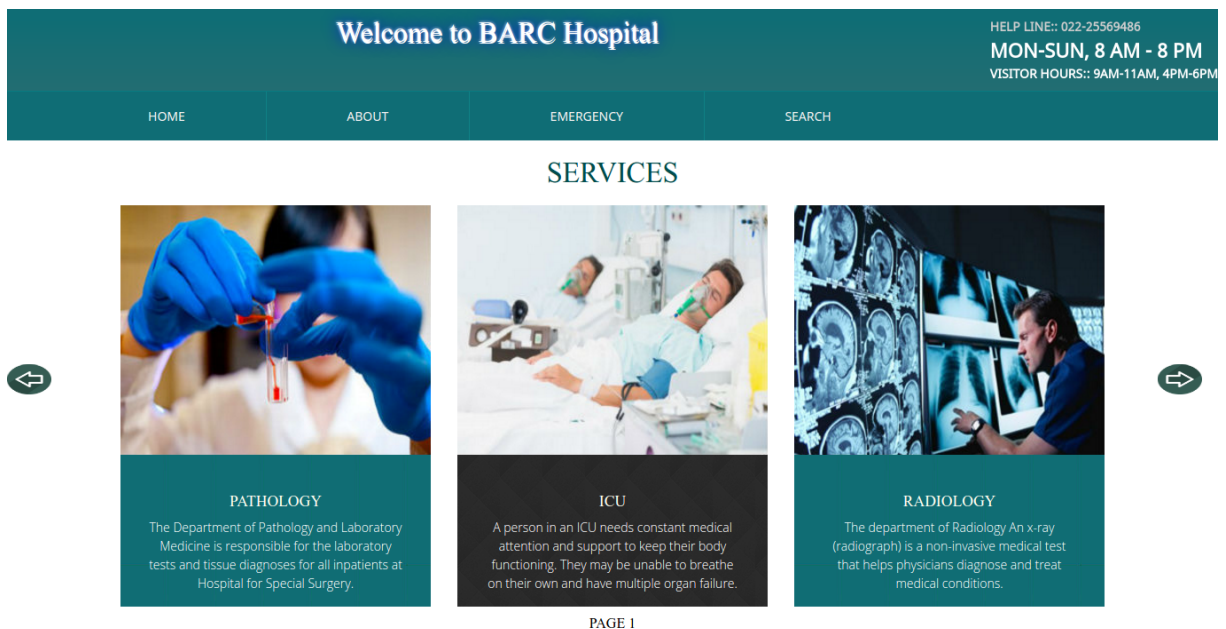 Welcome to BARC Hospital
HELP LINE:: 022-25569486
MON-SUN, 8 AM - 8 PM
VISITOR HOURS:: 9AM-11AM, 4PM-6PM
HOME
ABOUT
EMERGENCY
SEARCH
SERVICES
PATHOLOGY
The Department of Pathology and Laboratory
Medicine is responsible for the laboratory
tests and tissue diagnoses for all inpatients at
Hospital for Special Surgery.
ICU
A person in an ICU needs constant medical
attention and support to keep their body
functioning. They may be unable to breathe
on their own and have multiple organ failure.
RADIOLOGY
The department of Radiology An x-ray
(radiograph) is a non-invasive medical test
that helps physicians diagnose and treat
medical conditions.
PAGE 1